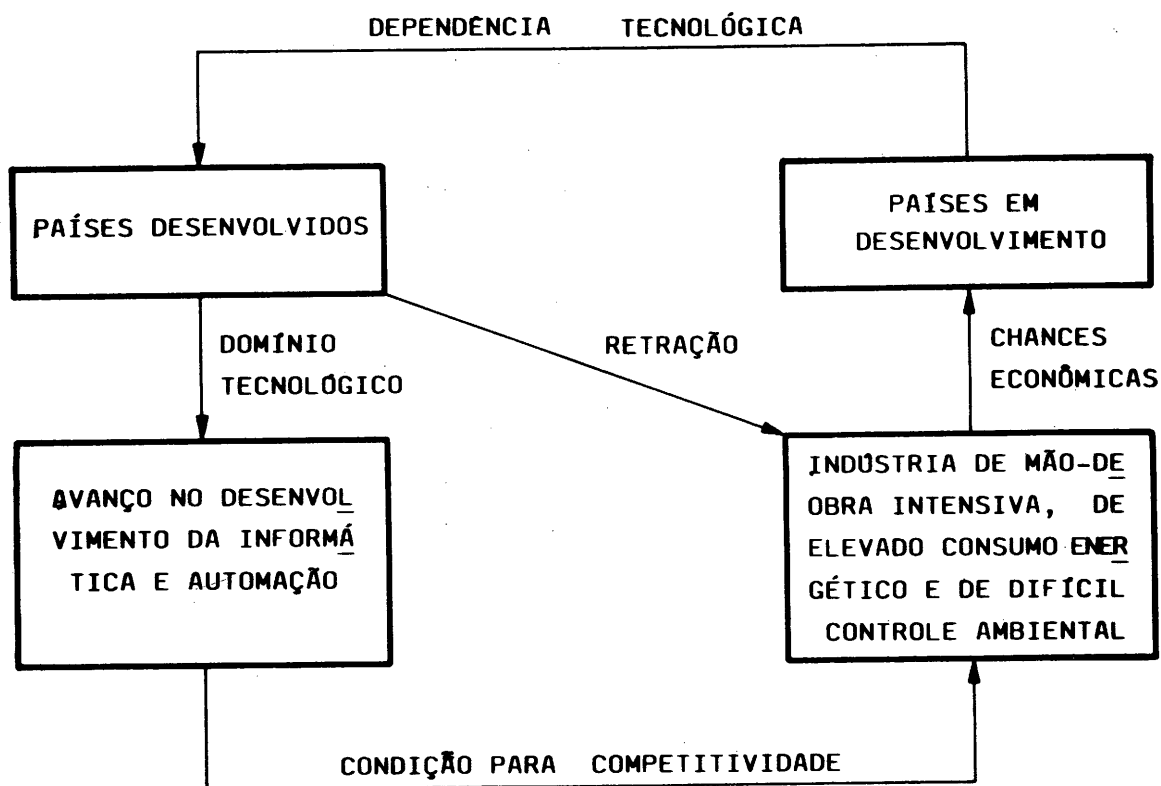 DEPENDÊNCIA TECNOLÓGICA
PAÍSES DESENVOLVIDOS
PAÍSES EM
DESENVOLVIMENTO
DOMÍNIO
TECNOLÓGICO
RETRAÇÃO
CHANCES
ECONÔMICAS
AVANÇO NO DESENVOL
VIMENTO DA INFORMÁ
TICA E AUTOMAÇÃO
INDÚSTRIA DE MÃO-DE
OBRA INTENSIVA, DE
ELEVADO CONSUMO ENER
GÉTICO E DE DIFÍCIL
CONTROLE AMBIENTAL
CONDIÇÃO PARA COMPETITIVIDADE